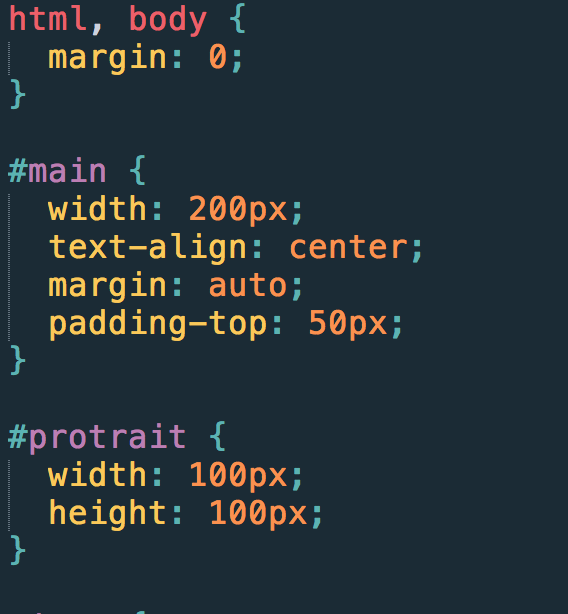 html, body {
  margin: 0;
}
#main {
  width: 200px;
  text-align: center;
  margin: auto;
  padding-top: 50px;
}
#protrait {
  width: 100px;
  height: 100px;
}
{